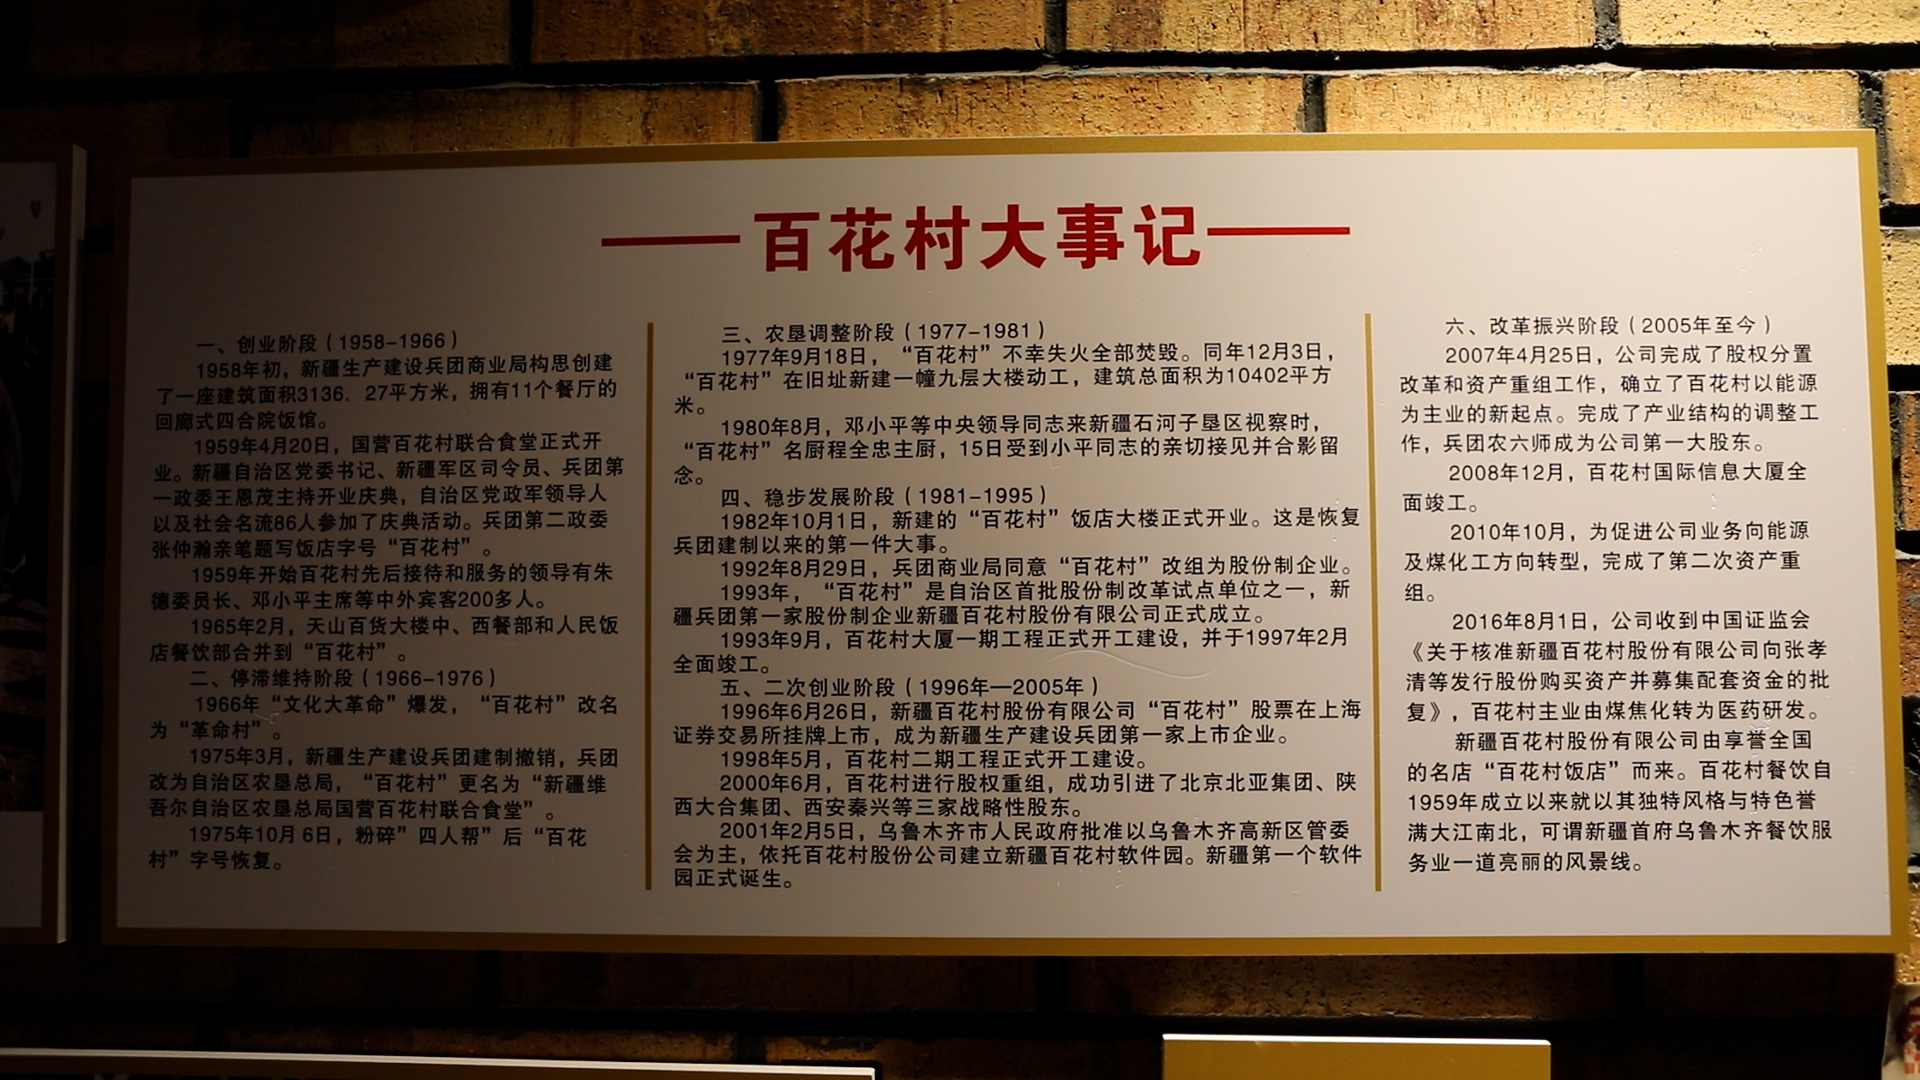 百花村大事记
一、创业阶段（1958-1966）
1958年初，新疆生产建设兵团商业局构思创建
了一座建筑面积3136．27平方米，拥有11个餐厅的
回廊式四合院饭馆。
1959年4月20日，国营百花村联合食堂正式开
业。新疆自治区党委书记、新疆军区司令员、兵团第
一政委王恩茂主持开业庆典，自治区党政军领导人
以及社会名流86人参加了庆典活动。兵团第二政委
张仲瀚亲笔题写饭店字号“百花村”。
1959年开始百花村先后接待和服务的领导有朱
德委员长、邓小平主席等中外宾客200多人。
1965年2月，天山百货大楼中、西餐部和人民饭
店餐饮部合并到“百花村”。
二、停滞维持阶段（1966-1976）
1966年“文化大革命”爆发，“百花村”改名
为“革命村”。
1975年3月，新疆生产建设兵团建制撤销，兵团
改为自治区农垦总局，“百花村”更名为“新疆维
吾尔自治区农垦总局国营百花村联合食堂”。
1975年10月6日，粉碎”四人帮”后“百花
村”字号恢复。
三、农垦调整阶段（1977-1981）
1977年9月18日，“百花村”不幸失火全部焚毁。同年12月3日，
“百花村”在旧址新建一幢九层大楼动工，建筑总面积为10402平方
米。
1980年8月，邓小平等中央领导同志来新疆石河子垦区视察时，
“百花村”名厨程全忠主厨，15日受到小平同志的亲切接见并合影留
念。
四、稳步发展阶段（1981-1995）
1982年10月1日，新建的“百花村”饭店大楼正式开业。这是恢复
兵团建制以来的第一件大事。
1992年8月29日，兵团商业局同意“百花村”改组为股份制企业。
1993年，“百花村”是自治区首批股份制改革试点单位之一，新
疆兵团第一家股份制企业新疆百花村股份有限公司正式成立。
1993年9月，百花村大厦一期工程正式开工建设，并于1997年2月
全面竣工。
五、二次创业阶段（1996年—2005年）
1996年6月26日，新疆百花村股份有限公司“百花村”股票在上海
证券交易所挂牌上市，成为新疆生产建设兵团第一家上市企业。
1998年5月，百花村二期工程正式开工建设。
2000年6月，百花村进行股权重组，成功引进了北京北亚集团、陕
西大合集团、西安秦兴等三家战略性股东。
2001年2月5日，乌鲁木齐市人民政府批准以乌鲁木齐高新区管委
会为主，依托百花村股份公司建立新疆百花村软件园。新疆第一个软件
园正式诞生。
六、改革振兴阶段（2005年至今）
2007年4月25日，公司完成了股权分置
改革和资产重组工作，确立了百花村以能源
为主业的新起点。完成了产业结构的调整工
作，兵团农六师成为公司第一大股东。
2008年12月，百花村国际信息大厦全
面竣工。
2010年10月，为促进公司业务向能源
及煤化工方向转型，完成了第二次资产重
组。
2016年8月1日，公司收到中国证监会
《关于核准新疆百花村股份有限公司向张孝
清等发行股份购买资产并募集配套资金的批
复》，百花村主业由煤焦化转为医药研发。
新疆百花村股份有限公司由享誉全国
的名店“百花村饭店”而来。百花村餐饮自
1959年成立以来就以其独特风格与特色誉
满大江南北，可谓新疆首府乌鲁木齐餐饮服
务业一道亮丽的风景线。